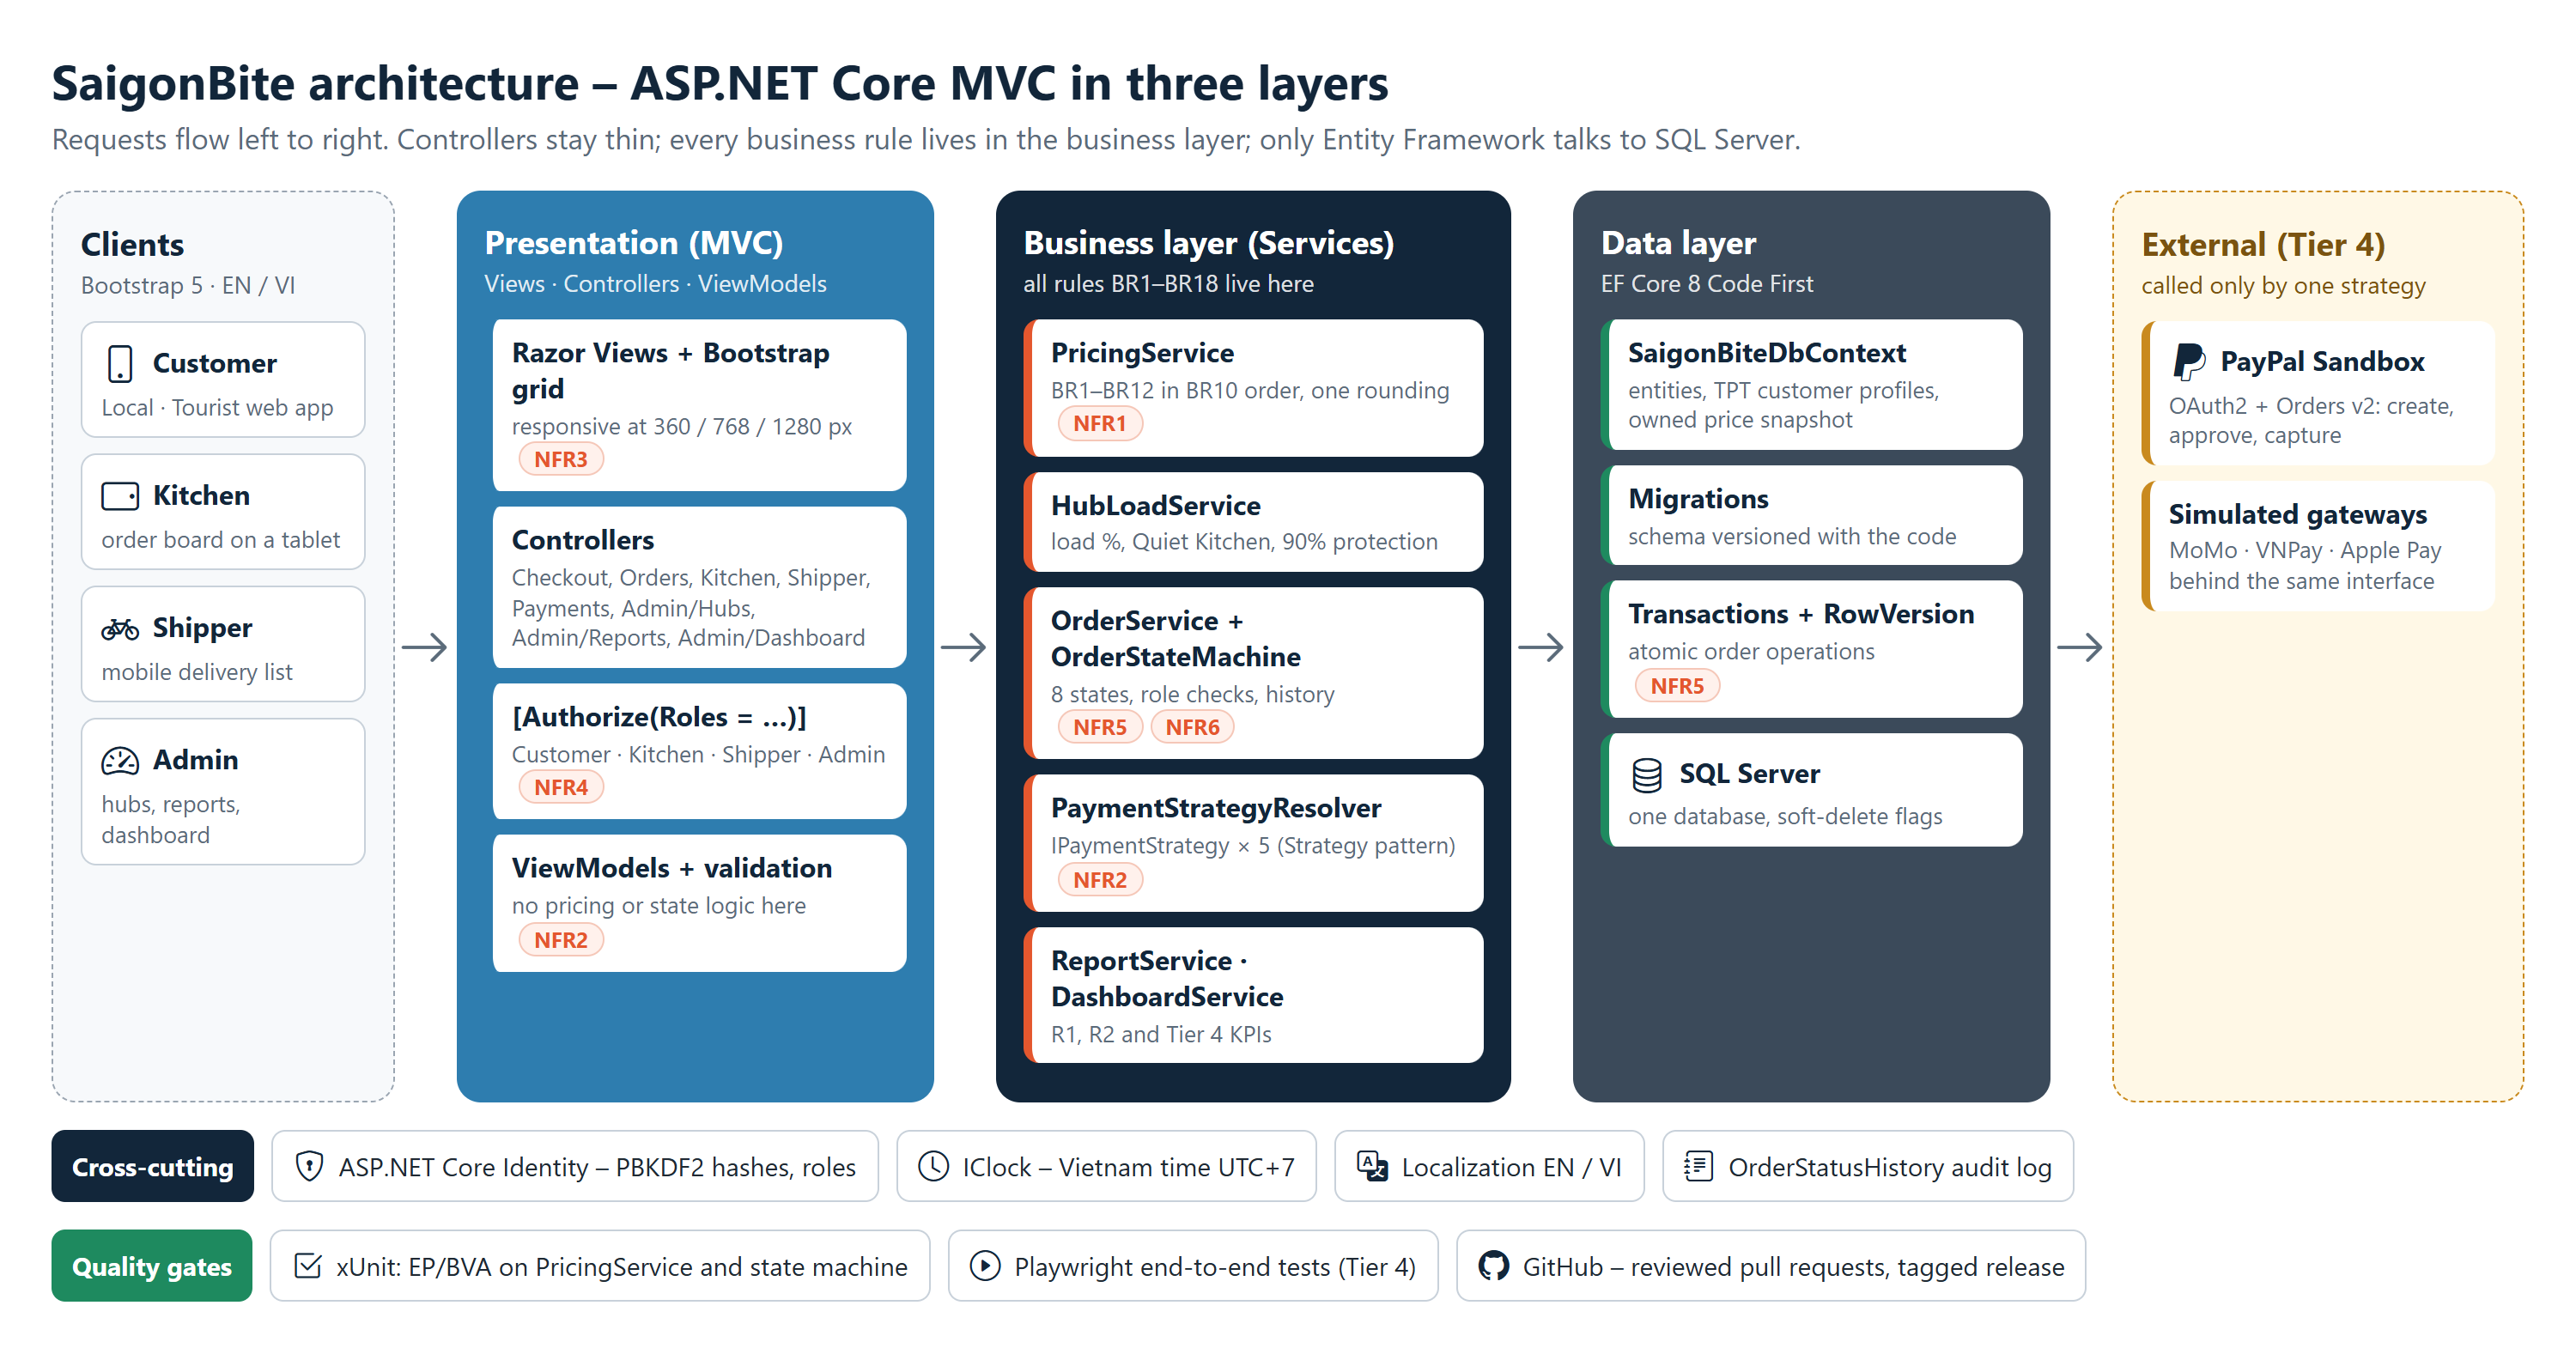 SaigonBite architecture – ASP.NET Core MVC in three layers
Requests flow left to right. Controllers stay thin; every business rule lives in the business layer; only Entity Framework talks to SQL Server.
Clients
Bootstrap 5 · EN / VI
Customer
Local · Tourist web app
Kitchen
order board on a tablet
Shipper
mobile delivery list
Admin
hubs, reports,
dashboard
Presentation (MVC)
Views · Controllers · ViewModels
Razor Views + Bootstrap
grid
responsive at 360 / 768 / 1280 px
NFR3
Controllers
Checkout, Orders, Kitchen, Shipper,
Payments, Admin/Hubs,
Admin/Reports, Admin/Dashboard
[Authorize(Roles = ...)]
Customer · Kitchen · Shipper · Admin
NFR4
ViewModels + validation
no pricing or state logic here
NFR2
Business layer (Services)
all rules BR1–BR18 live here
PricingService
BR1–BR12 in BR10 order, one rounding
NFR1
HubLoadService
load %, Quiet Kitchen, 90% protection
OrderService +
OrderStateMachine
8 states, role checks, history
NFR5 NFR6
PaymentStrategyResolver
IPaymentStrategy × 5 (Strategy pattern)
NFR2
ReportService ·
DashboardService
R1, R2 and Tier 4 KPIs
Data layer
EF Core 8 Code First
SaigonBiteDbContext
entities, TPT customer profiles,
owned price snapshot
Migrations
schema versioned with the code
Transactions + RowVersion
atomic order operations
NFR5
SQL Server
one database, soft-delete flags
External (Tier 4)
called only by one strategy
PayPal Sandbox
OAuth2 + Orders v2: create,
approve, capture
Simulated gateways
MoMo · VNPay · Apple Pay
behind the same interface
Cross-cutting
ASP.NET Core Identity – PBKDF2 hashes, roles
IClock – Vietnam time UTC+7
Localization EN / VI
OrderStatusHistory audit log
Quality gates
xUnit: EP/BVA on PricingService and state machine
Playwright end-to-end tests (Tier 4)
GitHub – reviewed pull requests, tagged release